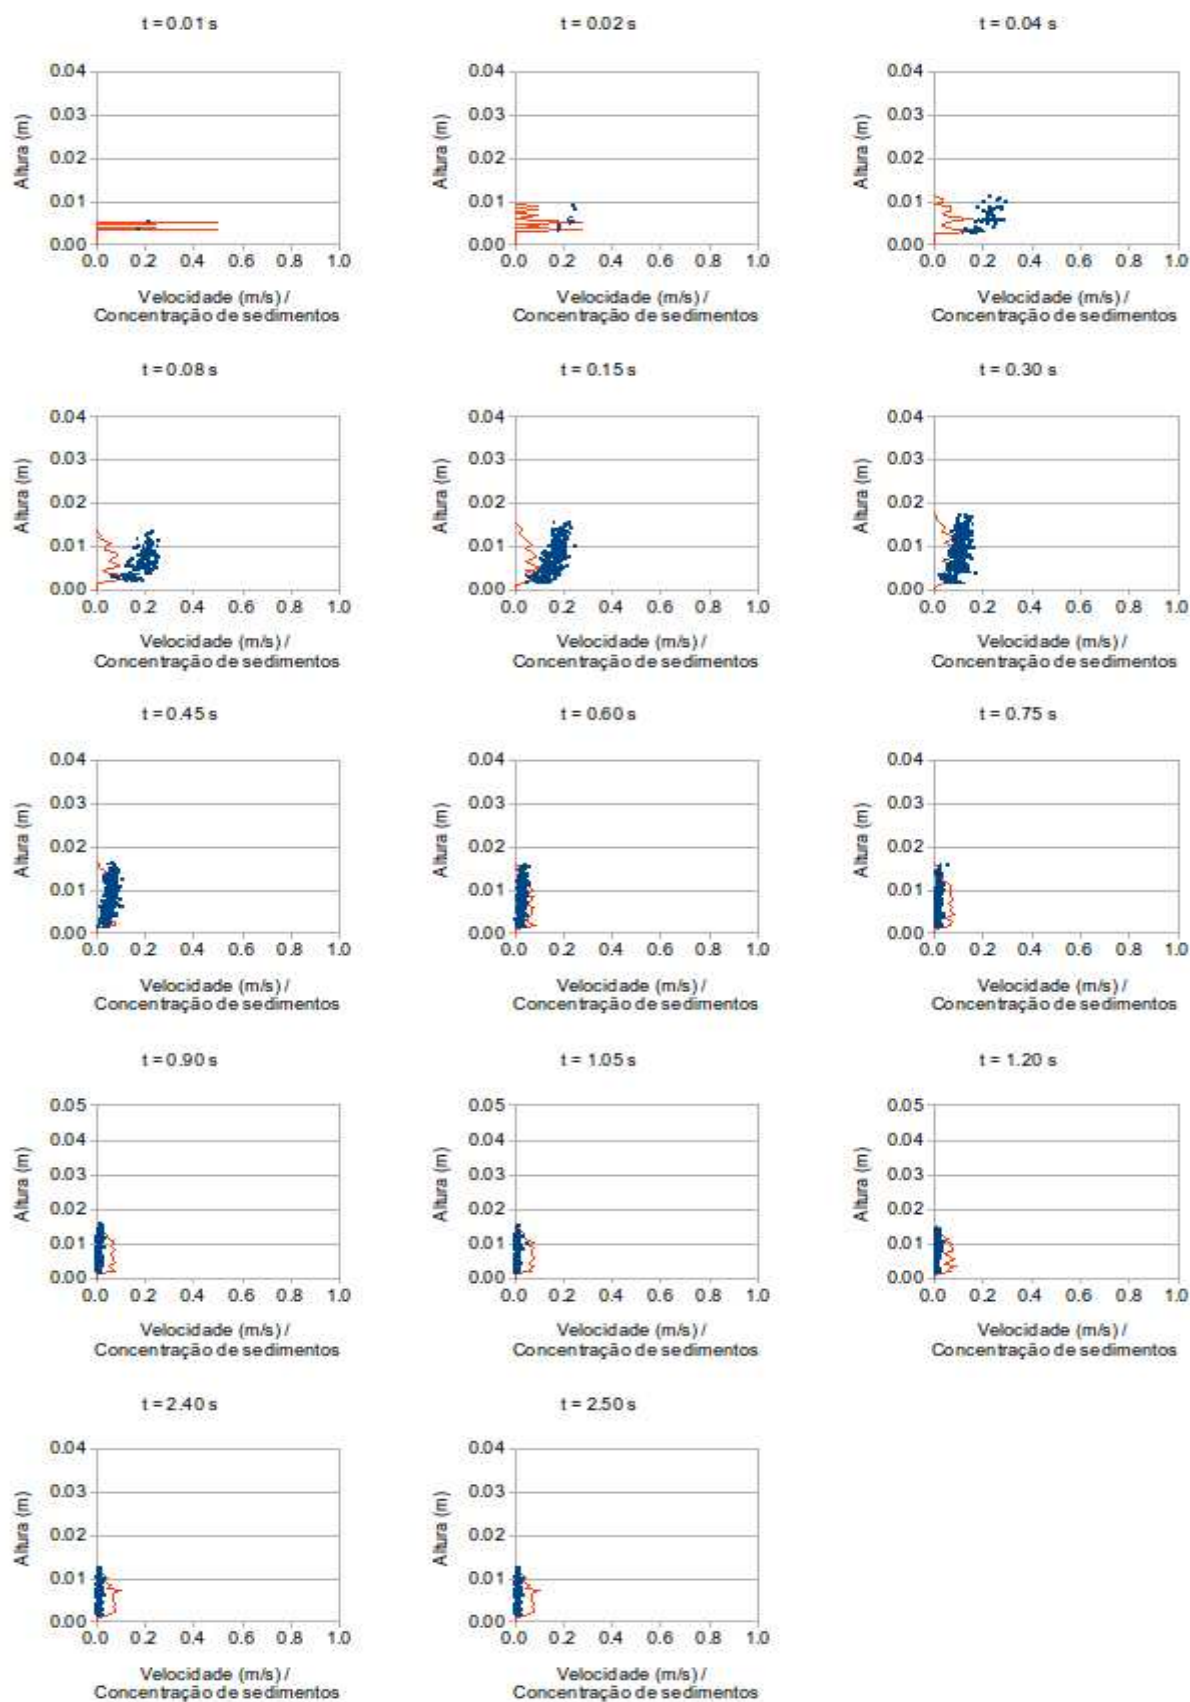 t = 0.01 s
0.04
0.03
0.02
0.01
0.00
Altura (m)
0.0 0.2 0.4 0.6 0.8 1.0
Velocidade (m/s) /
Concentração de sedimentos
t = 0.02 s
0.04
0.03
0.02
0.01
0.00
Altura (m)
0.0 0.2 0.4 0.6 0.8 1.0
Velocidade (m/s) /
Concentração de sedimentos
t = 0.04 s
0.04
0.03
0.02
0.01
0.00
Altura (m)
0.0 0.2 0.4 0.6 0.8 1.0
Velocidade (m/s) /
Concentração de sedimentos
t = 0.08 s
0.04
0.03
0.02
0.01
0.00
Altura (m)
0.0 0.2 0.4 0.6 0.8 1.0
Velocidade (m/s) /
Concentração de sedimentos
t = 0.15 s
0.04
0.03
0.02
0.01
0.00
Altura (m)
0.0 0.2 0.4 0.6 0.8 1.0
Velocidade (m/s) /
Concentração de sedimentos
t = 0.30 s
0.04
0.03
0.02
0.01
0.00
Altura (m)
0.0 0.2 0.4 0.6 0.8 1.0
Velocidade (m/s) /
Concentração de sedimentos
t = 0.45 s
0.04
0.03
0.02
0.01
0.00
Altura (m)
0.0 0.2 0.4 0.6 0.8 1.0
Velocidade (m/s) /
Concentração de sedimentos
t = 0.60 s
0.04
0.03
0.02
0.01
0.00
Altura (m)
0.0 0.2 0.4 0.6 0.8 1.0
Velocidade (m/s) /
Concentração de sedimentos
t = 0.75 s
0.04
0.03
0.02
0.01
0.00
Altura (m)
0.0 0.2 0.4 0.6 0.8 1.0
Velocidade (m/s) /
Concentração de sedimentos
t = 0.90 s
0.05
0.04
0.03
0.02
0.01
0.00
Altura (m)
0.0 0.2 0.4 0.6 0.8 1.0
Velocidade (m/s) /
Concentração de sedimentos
t = 1.05 s
0.05
0.04
0.03
0.02
0.01
0.00
Altura (m)
0.0 0.2 0.4 0.6 0.8 1.0
Velocidade (m/s) /
Concentração de sedimentos
t = 1.20 s
0.05
0.04
0.03
0.02
0.01
0.00
Altura (m)
0.0 0.2 0.4 0.6 0.8 1.0
Velocidade (m/s) /
Concentração de sedimentos
t = 2.40 s
0.04
0.03
0.02
0.01
0.00
Altura (m)
0.0 0.2 0.4 0.6 0.8 1.0
Velocidade (m/s) /
Concentração de sedimentos
t = 2.50 s
0.04
0.03
0.02
0.01
0.00
Altura (m)
0.0 0.2 0.4 0.6 0.8 1.0
Velocidade (m/s) /
Concentração de sedimentos